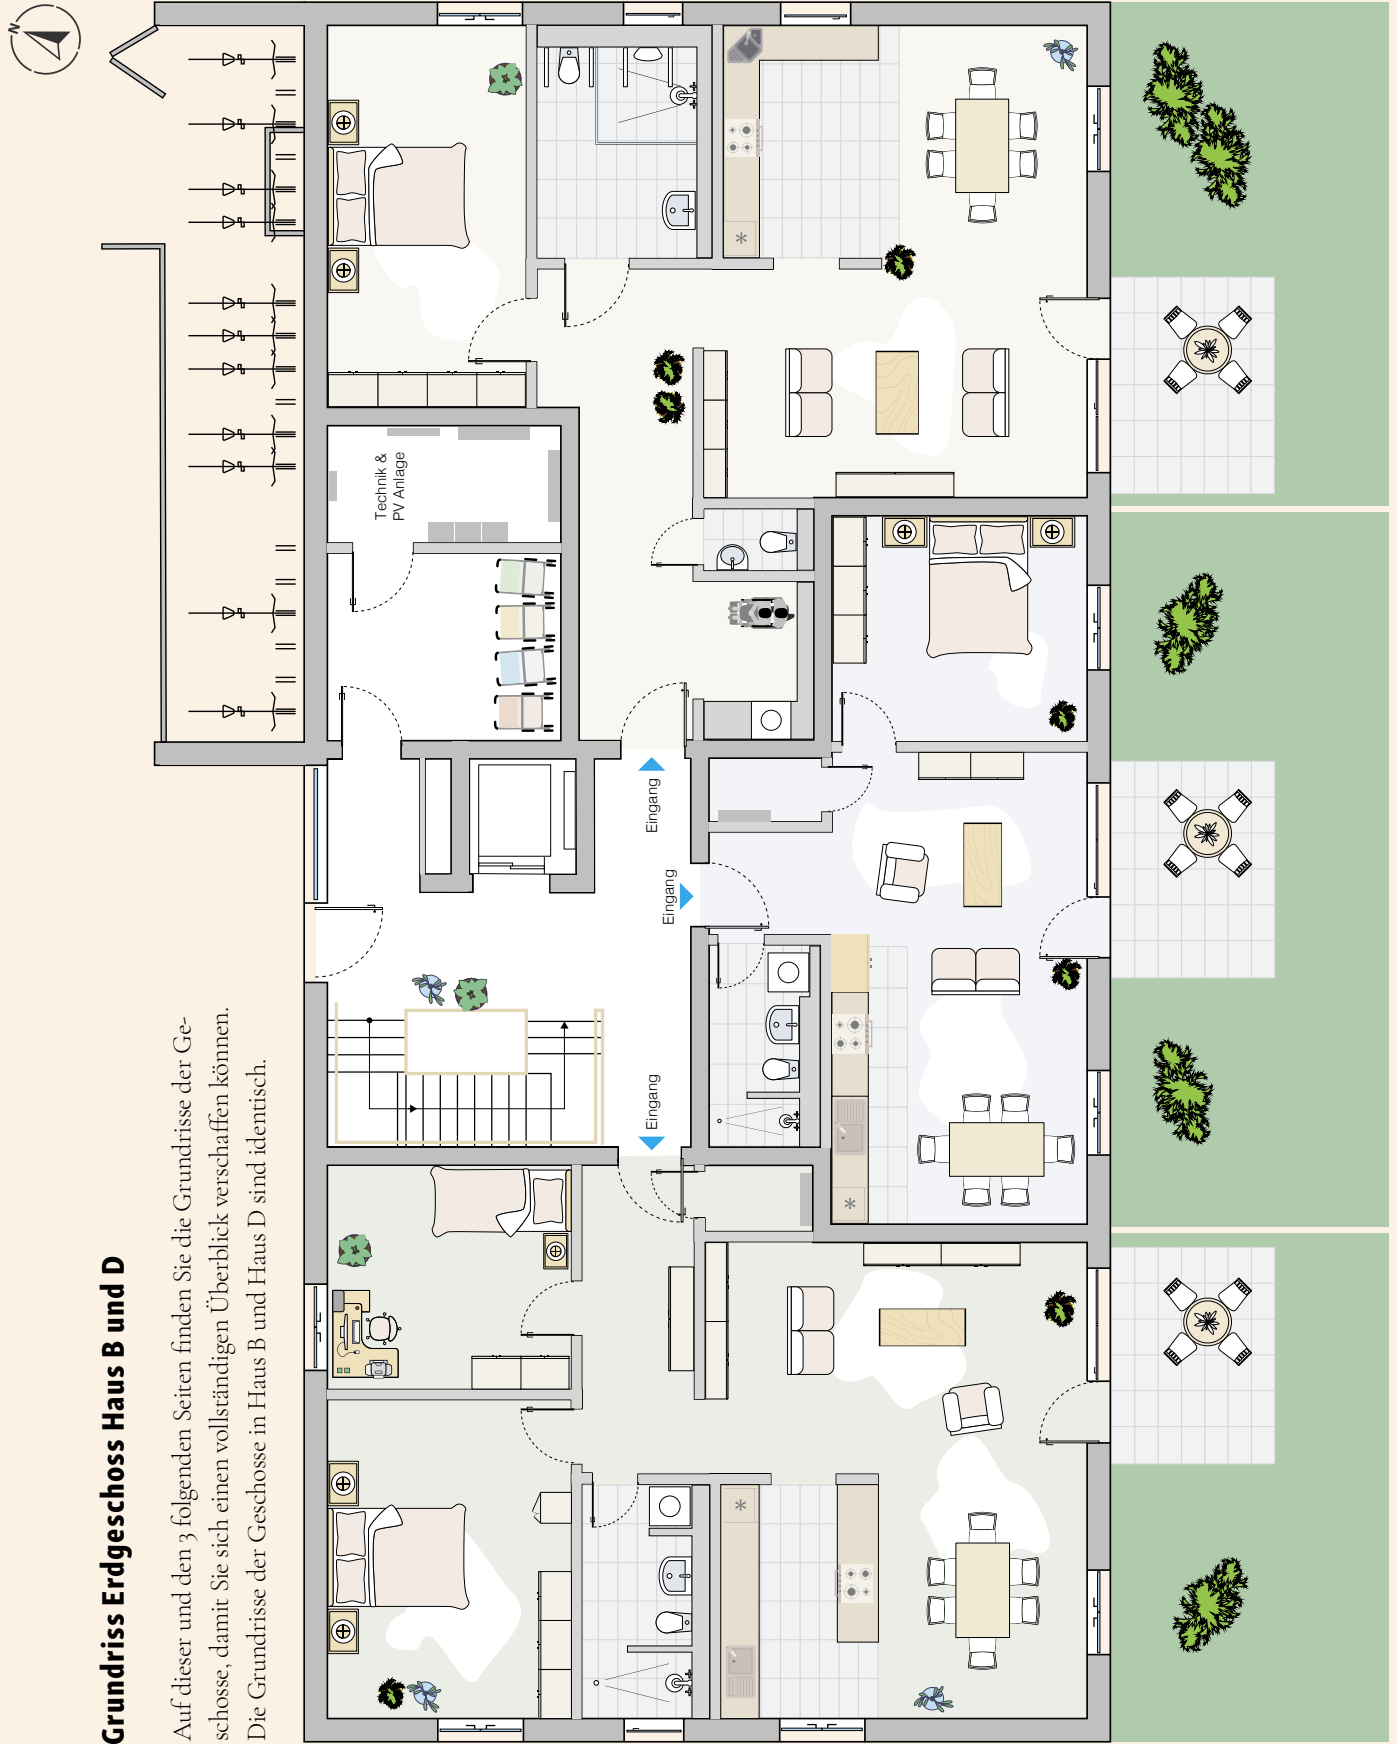 Grundriss Erdgeschoss Haus B und D
Auf dieser und den 3 folgenden Seiten finden Sie die Grundrisse der Ge-
schosse, damit Sie sich einen vollständigen Überblick verschaffen können.
Die Grundrisse der Geschosse in Haus B und Haus D sind identisch.
N
Technik &
PV Anlage
Eingang
Eingang
Eingang